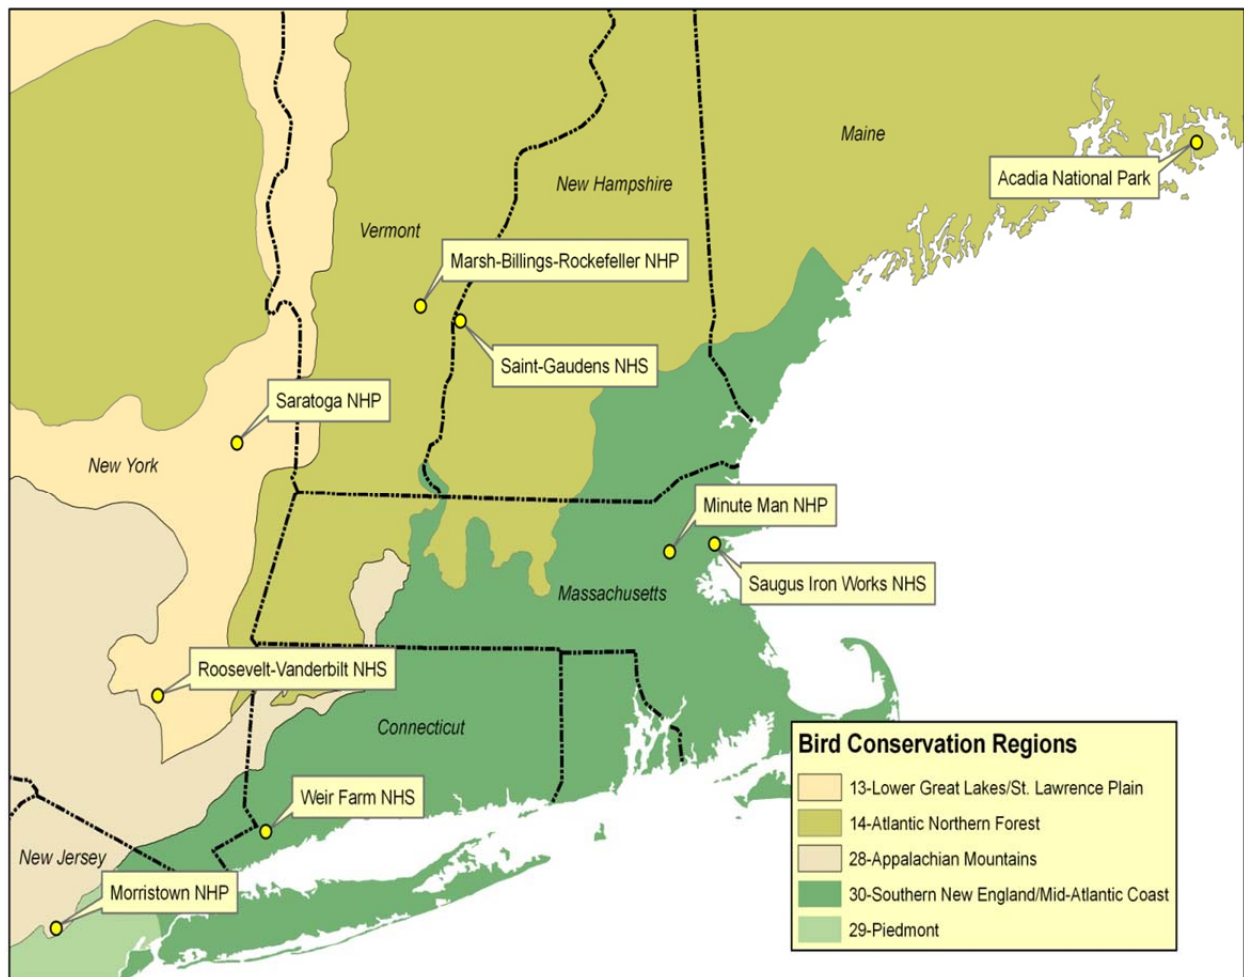 Maine
Acadia National Park
New Hampshire
Vermont
Marsh-Billings-Rockefeller NHP
Saint-Gaudens NHS
Saratoga NHP
New York
Minute Man NHP
Saugus Iron Works NHS
Massachusetts
Roosevelt-Vanderbilt NHS
Connecticut
Weir Farm NHS
New Jersey
Morristown NHP
Bird Conservation Regions
13-Lower Great Lakes/St. Lawrence Plain
14-Atlantic Northern Forest
28-Appalachian Mountains
30-Southern New England/Mid-Atlantic Coast
29-Piedmont